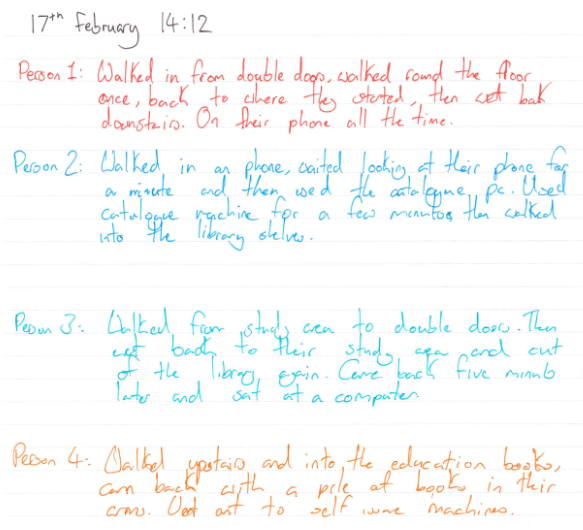 17th February 14:12
Person 1: Walked in from double doors, walked round the floor
once, back to where they started, then went back
downstairs. On their phone all the time.
Person 2: Walked in on phone, waited looking at their phone for
a minute and then used the catalogue pc. Used
catalogue machine for a few minutes then walked
into the library shelves.
Person 3: Walked from study area to double doors. Then
went back to their study area and out
of the library again. Came back five minutes
later and sat at a computer.
Person 4: Walked upstairs and into the education books,
came back with a pile of books in their
arms. Went out to self issue machines.